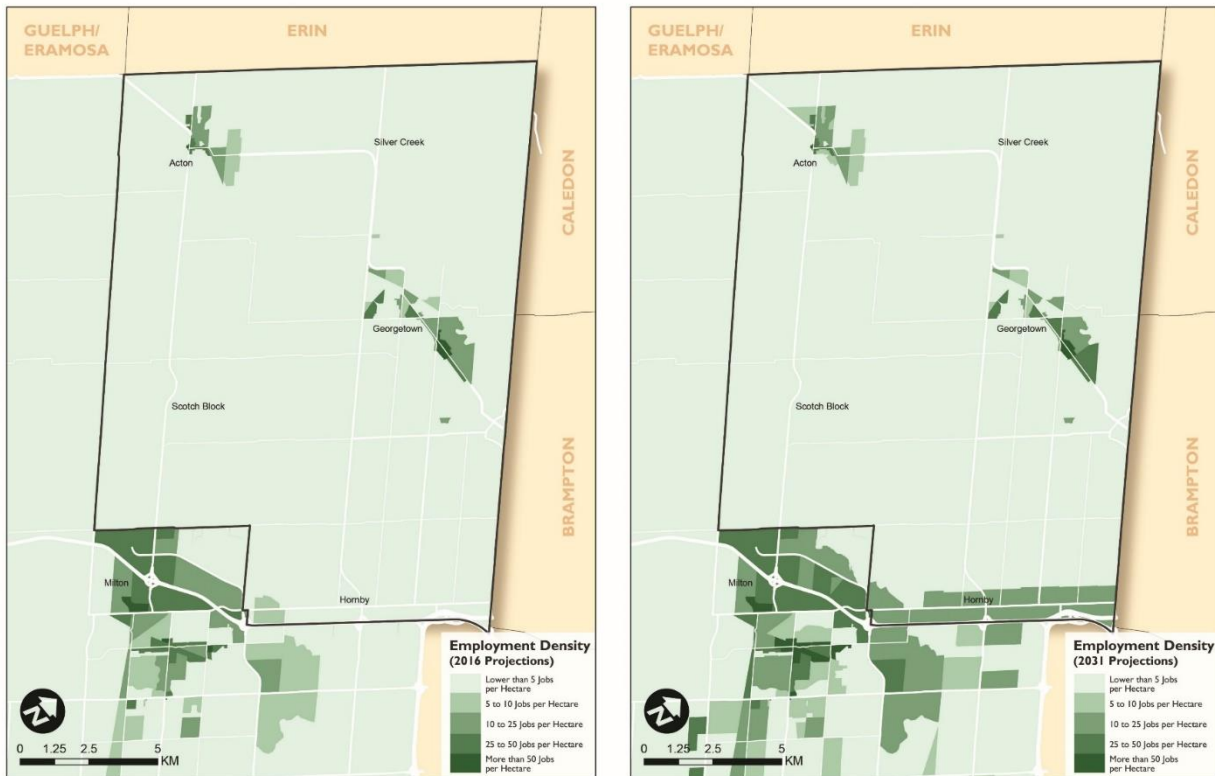 GUELPH/
ERAMOSA
ERIN
CALEDON
BRAMPTON
Acton
Silver Creek
Georgetown
Scotch Block
Milton
Hornby
Employment Density
(2016 Projections)
Lower than 5 Jobs
per Hectare
5 to 10 Jobs per Hectare
10 to 25 Jobs per Hectare
25 to 50 Jobs per Hectare
More than 50 Jobs
per Hectare
N
0 1.25 2.5 5
KM
GUELPH/
ERAMOSA
ERIN
CALEDON
BRAMPTON
Acton
Silver Creek
Georgetown
Scotch Block
Milton
Hornby
Employment Density
(2031 Projections)
Lower than 5 Jobs
per Hectare
5 to 10 Jobs per Hectare
10 to 25 Jobs per Hectare
25 to 50 Jobs per Hectare
More than 50 Jobs
per Hectare
N
0 1.25 2.5 5
KM